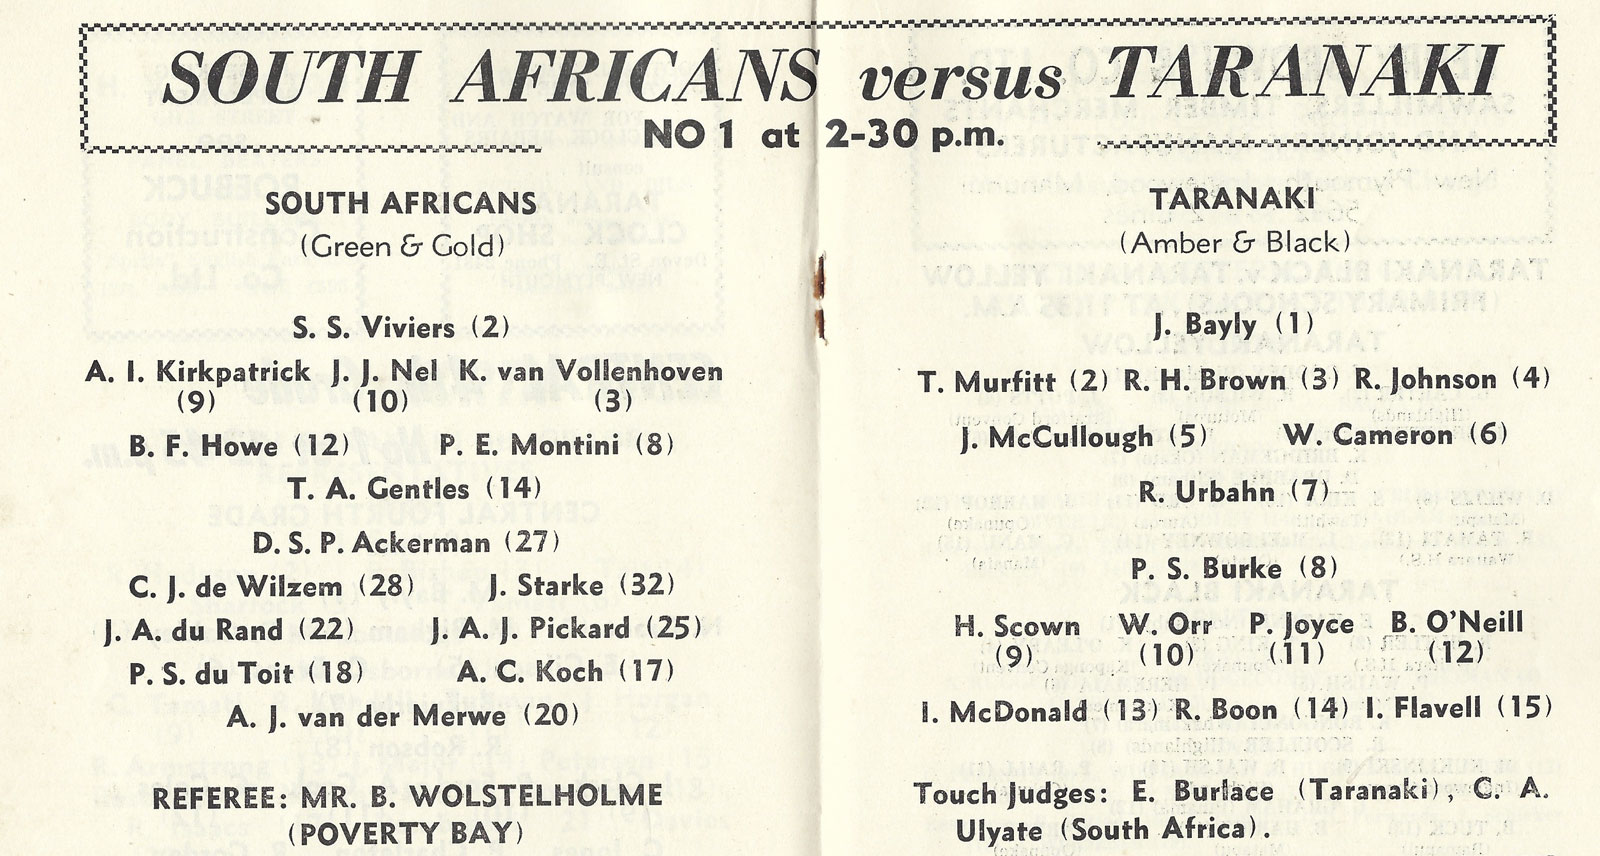 SOUTH AFRICANS versus TARANAKI
NO 1 at 2-30 p.m.
SOUTH AFRICANS
(Green & Gold)
S. S. Viviers (2)
A. I. Kirkpatrick J. J. Nel K. van Vollenhoven
(9) (10) (3)
B. F. Howe (12) P. E. Montini (8)
T. A. Gentles (14)
D. S. P. Ackerman (27)
C. J. de Wilzem (28) J. Starke (32)
J. A. du Rand (22) J. A. J. Pickard (25)
P. S. du Toit (18) A. C. Koch (17)
A. J. van der Merwe (20)
REFEREE: MR. B. WOLSTELHOLME
(POVERTY BAY)
TARANAKI
(Amber & Black)
J. Bayly (1)
T. Murfitt (2) R. H. Brown (3) R. Johnson (4)
J. McCullough (5) W. Cameron (6)
R. Urbahn (7)
P. S. Burke (8)
H. Scown W. Orr P. Joyce B. O'Neill
(9) (10) (11) (12)
I. McDonald (13) R. Boon (14) I. Flavell (15)
Touch Judges: E. Burlace (Taranaki), C. A.
Ulyate (South Africa).